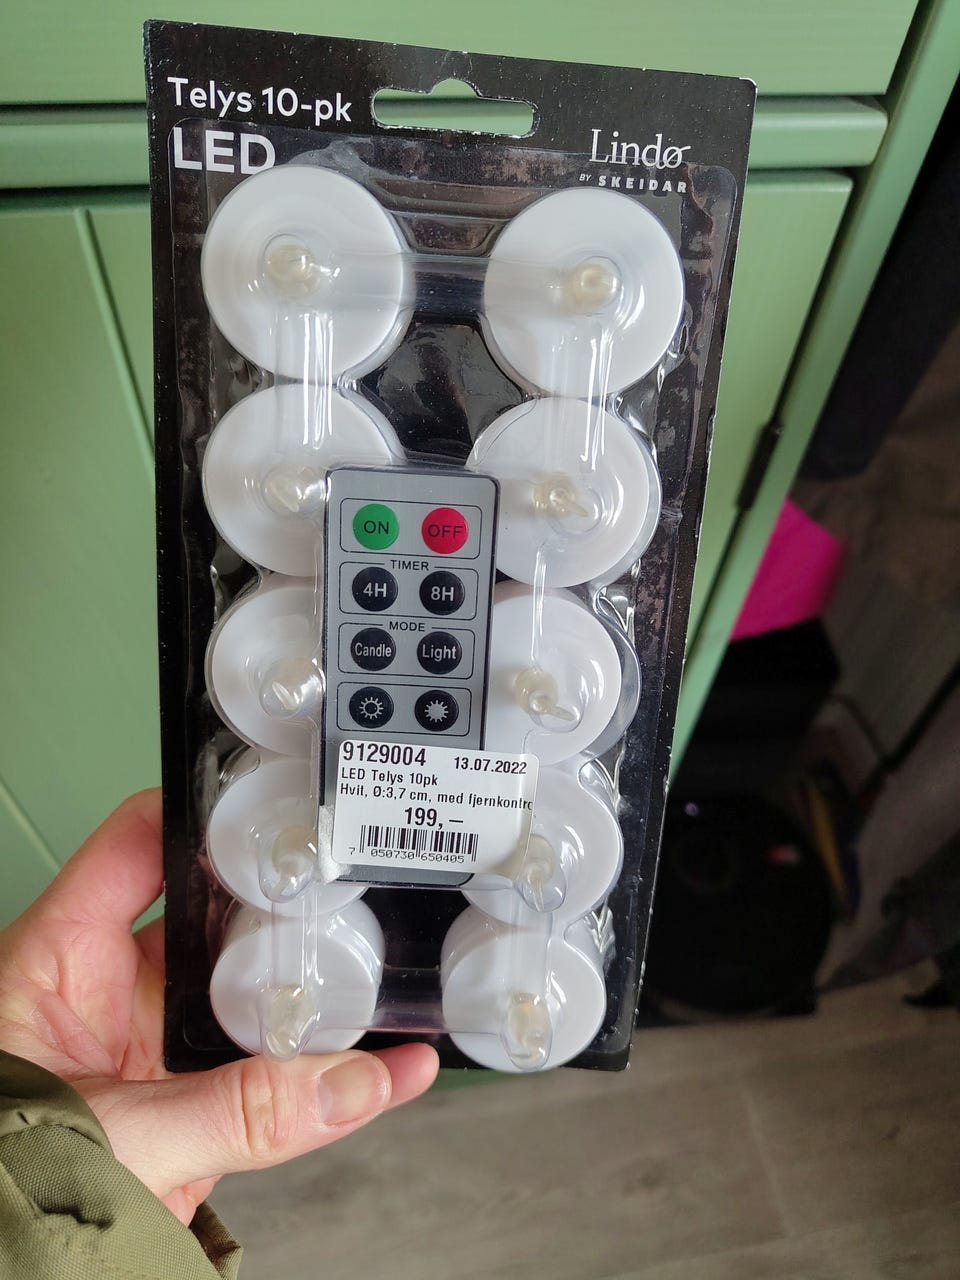 Telys 10-pk
LED
Lindø
BY SKEIDAR
ON OFF
TIMER
4H 8H
MODE
Candle Light
9129004 13.07.2022
LED Telys 10pk
Hvit, Ø:3,7 cm, med fjernkontro
199,–
7 050730 650405